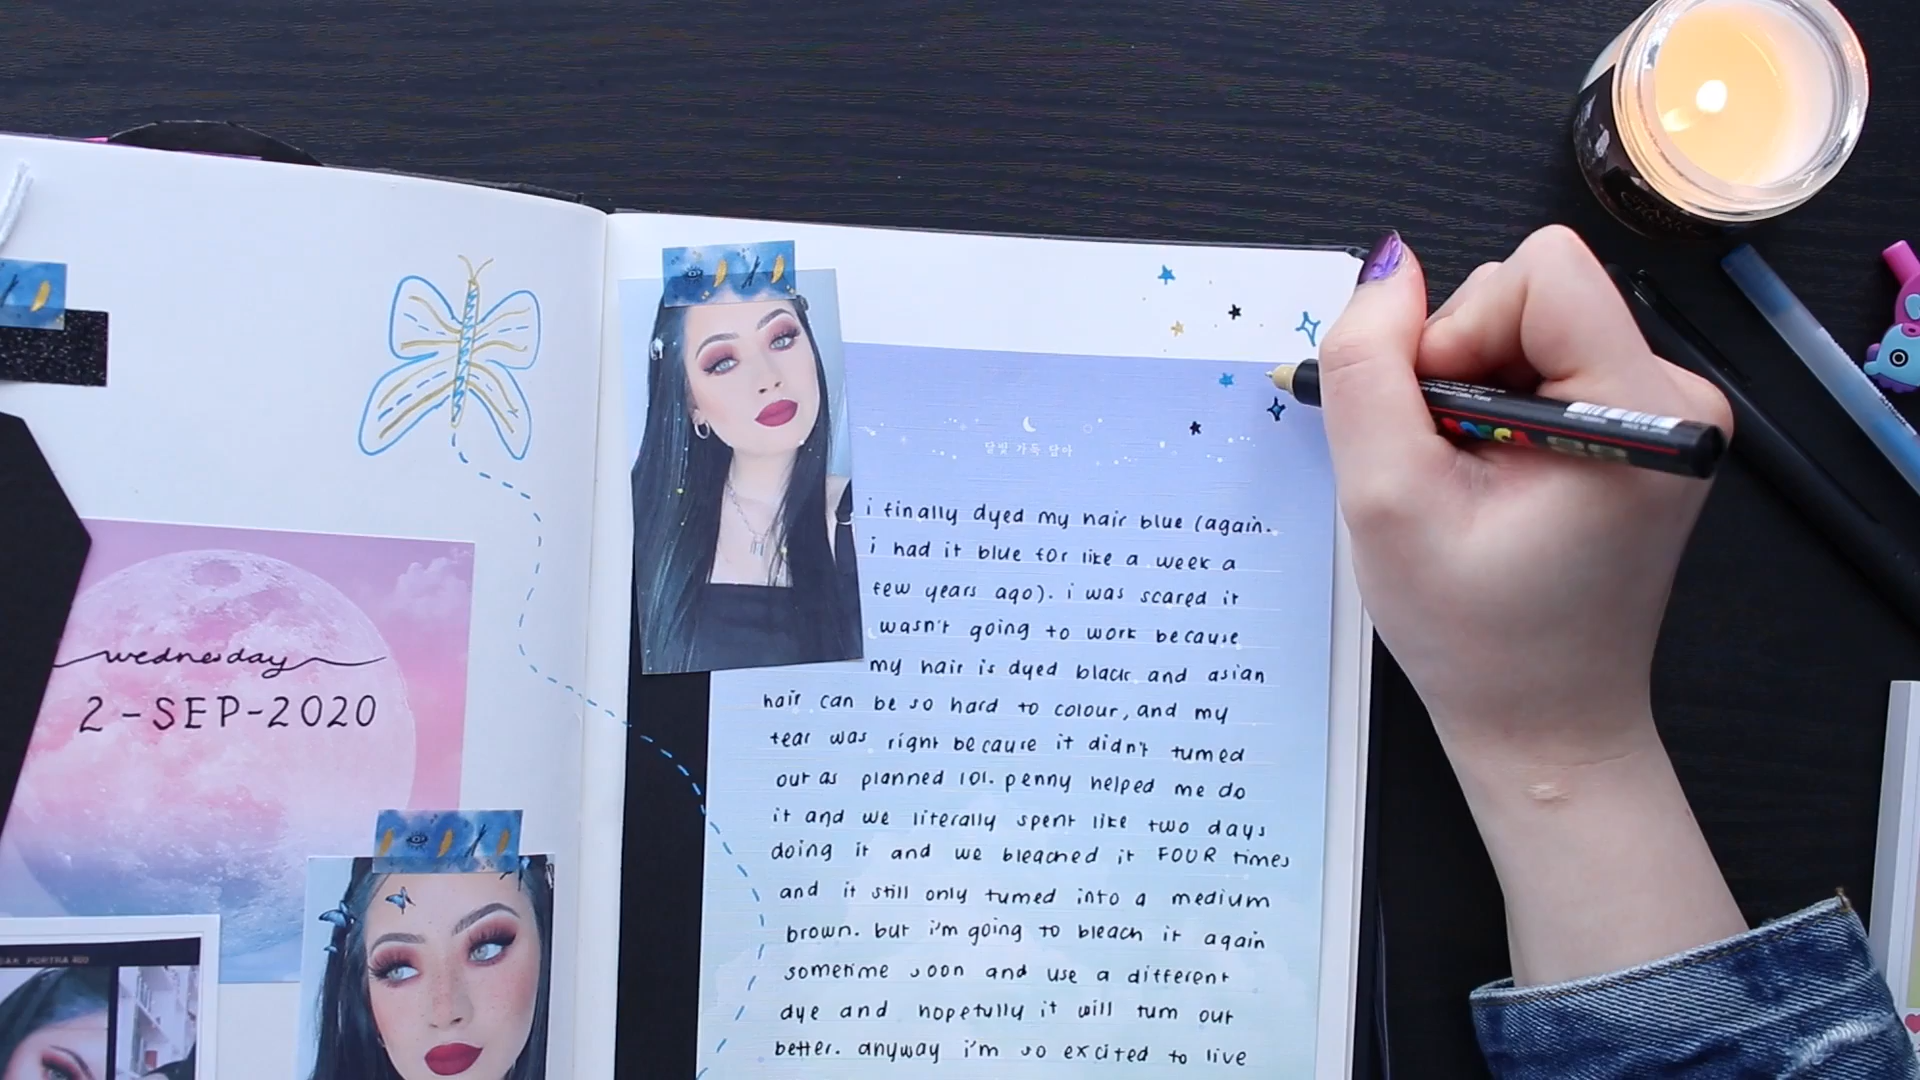 wednesday
2-SEP-2020
달빛 가득 담아
i finally dyed my hair blue (again.
i had it blue for like a week a
few years ago). i was scared it
wasn't going to work because
my hair is dyed black and asian
hair can be so hard to colour, and my
fear was right because it didn't turned
out as planned lol. penny helped me do
it and we literally spent like two days
doing it and we bleached it FOUR times
and it still only turned into a medium
brown. but i'm going to bleach it again
sometime soon and use a different
dye and hopefully it will turn out
better. anyway i'm so excited to live
PORTRA 400
POSCA